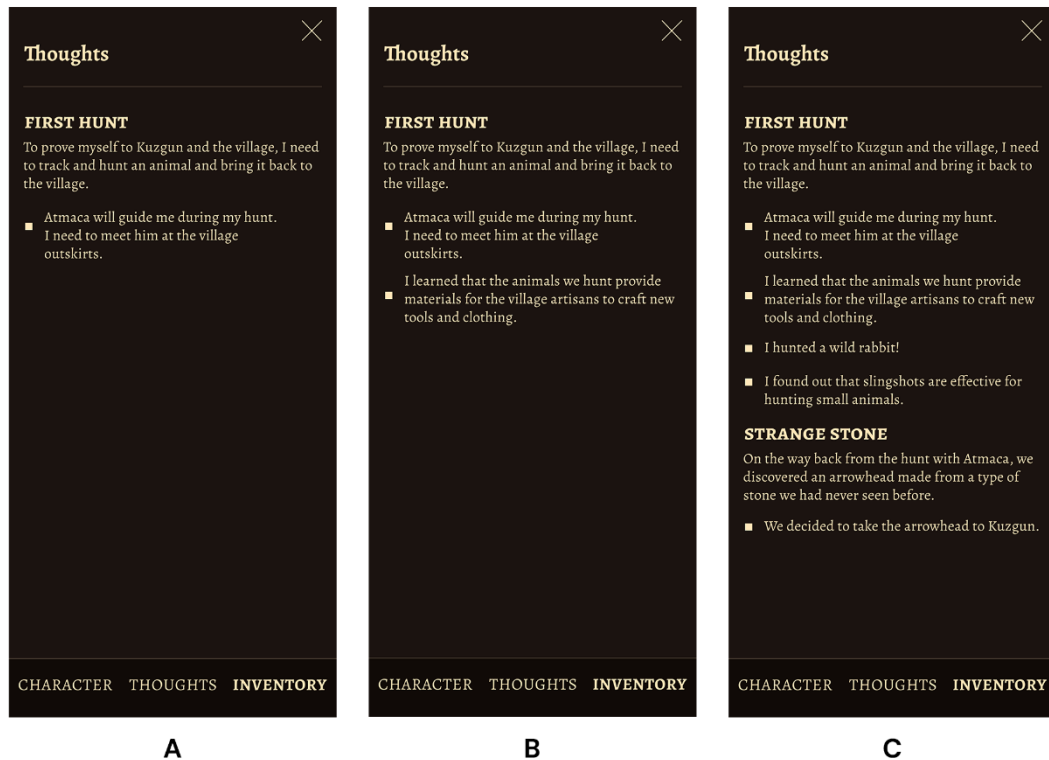 Thoughts
FIRST HUNT
To prove myself to Kuzgun and the village, I need
to track and hunt an animal and bring it back to
the village.
Atmaca will guide me during my hunt.
I need to meet him at the village
outskirts.
CHARACTER THOUGHTS INVENTORY
A
Thoughts
FIRST HUNT
To prove myself to Kuzgun and the village, I need
to track and hunt an animal and bring it back to
the village.
Atmaca will guide me during my hunt.
I need to meet him at the village
outskirts.
I learned that the animals we hunt provide
materials for the village artisans to craft new
tools and clothing.
CHARACTER THOUGHTS INVENTORY
B
Thoughts
FIRST HUNT
To prove myself to Kuzgun and the village, I need
to track and hunt an animal and bring it back to
the village.
Atmaca will guide me during my hunt.
I need to meet him at the village
outskirts.
I learned that the animals we hunt provide
materials for the village artisans to craft new
tools and clothing.
I hunted a wild rabbit!
I found out that slingshots are effective for
hunting small animals.
STRANGE STONE
On the way back from the hunt with Atmaca, we
discovered an arrowhead made from a type of
stone we had never seen before.
We decided to take the arrowhead to Kuzgun.
CHARACTER THOUGHTS INVENTORY
C